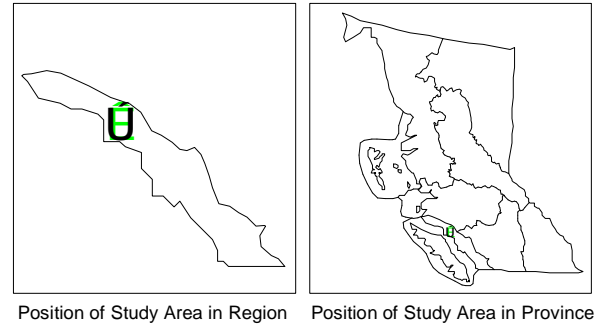 Ú
Ú
Position of Study Area in Region
Position of Study Area in Province